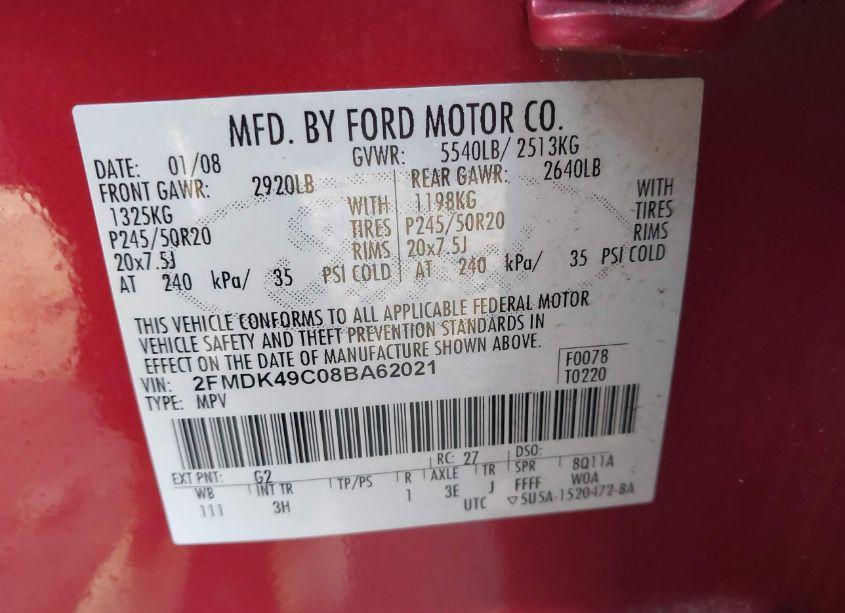 MFD. BY FORD MOTOR CO.
DATE: 01/08 GVWR: 5540LB/ 2513KG
FRONT GAWR: 2920LB REAR GAWR: 2640LB
1325KG WITH 1198KG WITH
P245/50R20 TIRES P245/50R20 TIRES
20x7.5J RIMS 20x7.5J RIMS
AT 240 kPa/ 35 PSI COLD AT 240 kPa/ 35 PSI COLD
THIS VEHICLE CONFORMS TO ALL APPLICABLE FEDERAL MOTOR
VEHICLE SAFETY AND THEFT PREVENTION STANDARDS IN
EFFECT ON THE DATE OF MANUFACTURE SHOWN ABOVE.
VIN: 2FMDK49C08BA62021 F0078
TYPE: MPV T0220
EXT PNT: G2 RC: 27 DSO:
WB INT TR TP/PS R AXLE TR SPR 8Q11A
111 3H 1 3E J FFFF WOA
UTC ▽5U5A-1520472-BA